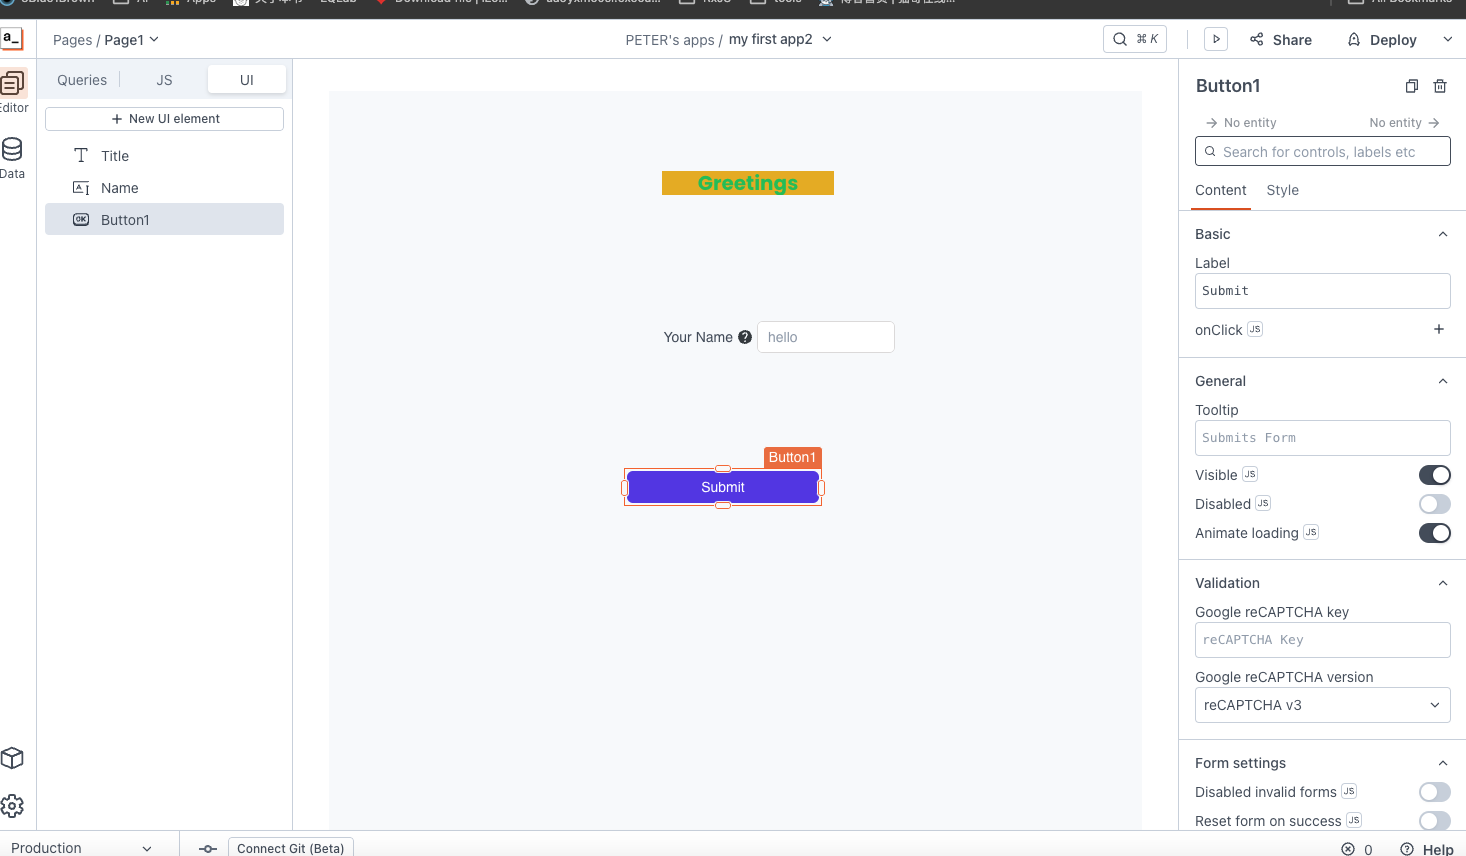 Apps
Pages / Page1
PETER's apps / my first app2
⌘ K
Share
Deploy
a_
Editor
Data
Queries
JS
UI
+ New UI element
Title
Name
OK Button1
Greetings
Your Name ?
hello
Button1
Submit
Button1
→ No entity
No entity →
Search for controls, labels etc
Content
Style
Basic
Label
Submit
onClick JS
+
General
Tooltip
Submits Form
Visible JS
Disabled JS
Animate loading JS
Validation
Google reCAPTCHA key
reCAPTCHA Key
Google reCAPTCHA version
reCAPTCHA v3
Form settings
Disabled invalid forms JS
Reset form on success JS
Production
Connect Git (Beta)
0
Help